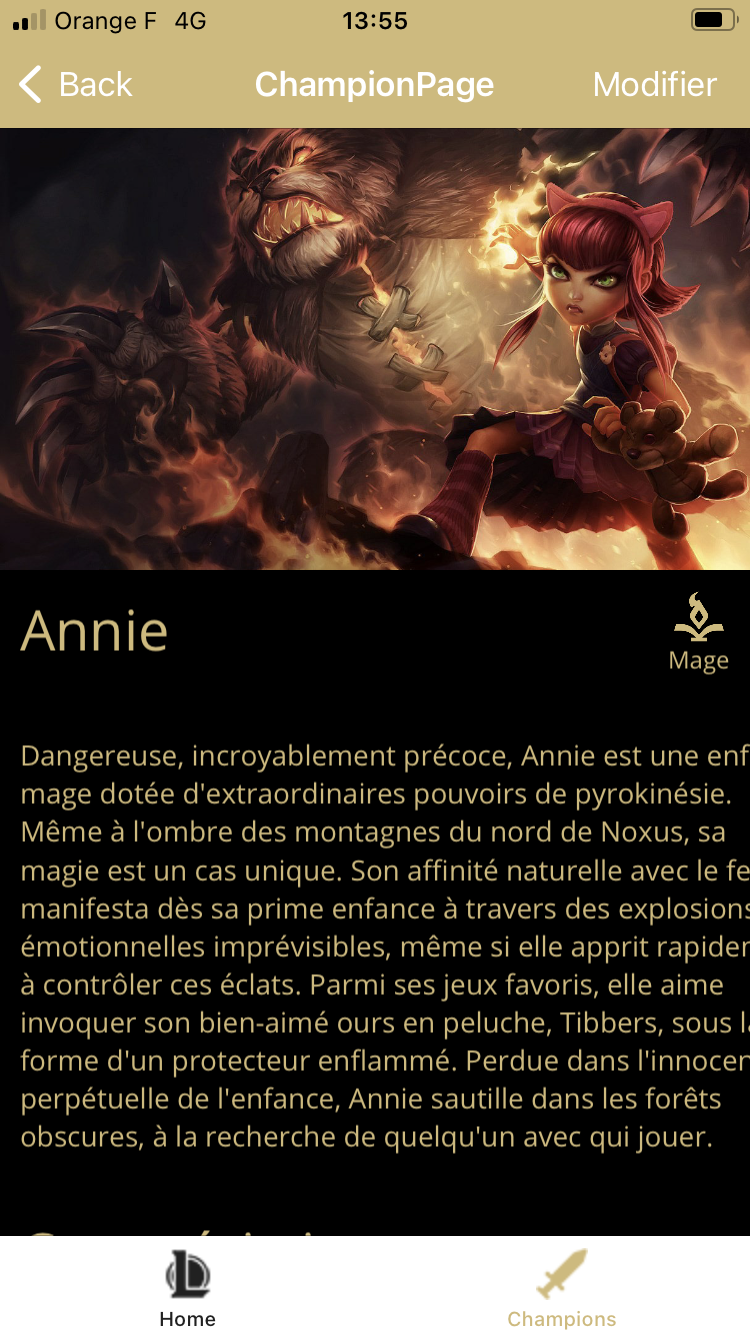 Orange F 4G 13:55
Back ChampionPage Modifier
Annie
Mage
Dangereuse, incroyablement précoce, Annie est une enf
mage dotée d'extraordinaires pouvoirs de pyrokinésie.
Même à l'ombre des montagnes du nord de Noxus, sa
magie est un cas unique. Son affinité naturelle avec le fe
manifesta dès sa prime enfance à travers des explosions
émotionnelles imprévisibles, même si elle apprit rapider
à contrôler ces éclats. Parmi ses jeux favoris, elle aime
invoquer son bien-aimé ours en peluche, Tibbers, sous la
forme d'un protecteur enflammé. Perdue dans l'innocen
perpétuelle de l'enfance, Annie sautille dans les forêts
obscures, à la recherche de quelqu'un avec qui jouer.
Home Champions